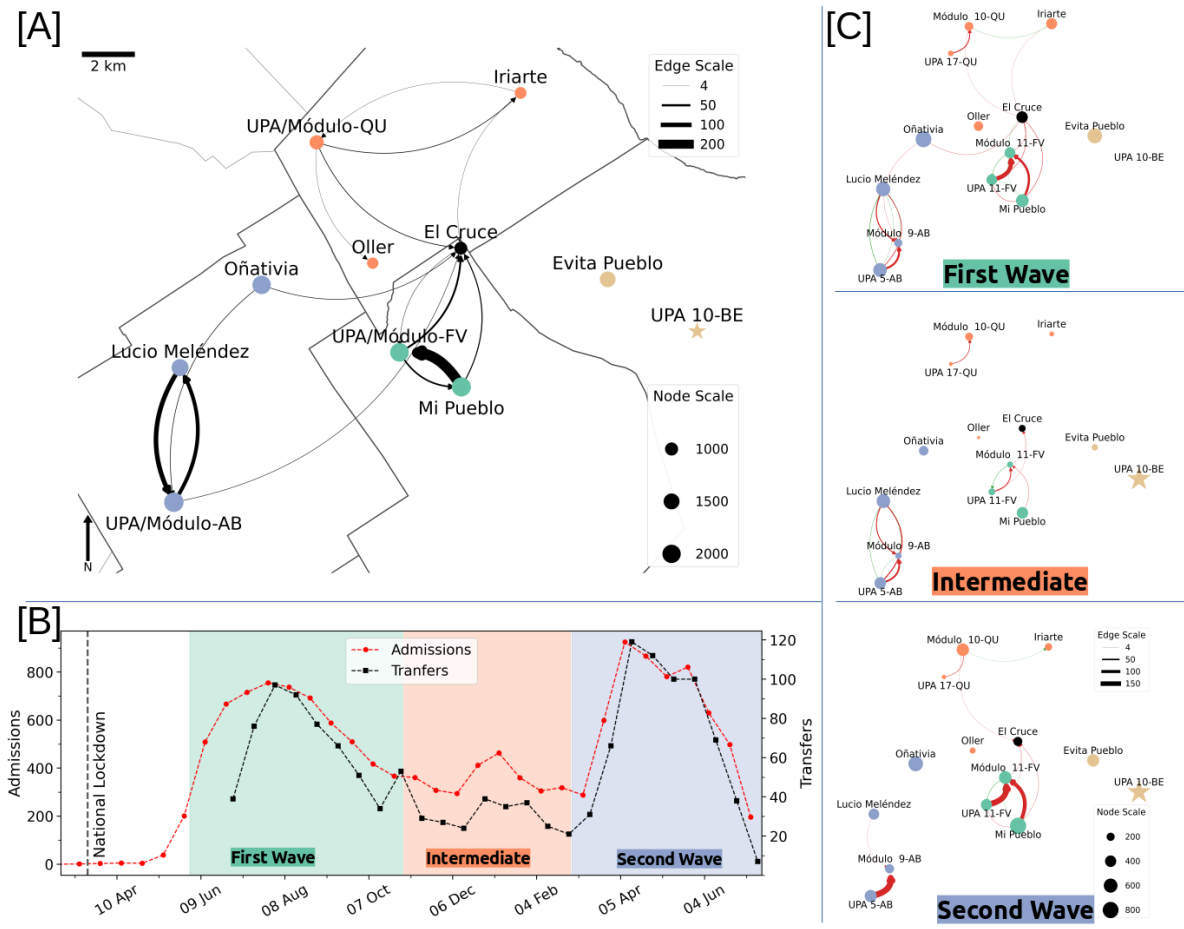 [A]
2 km
Edge Scale
4
50
100
200
Iriarte
UPA/Módulo-QU
El Cruce
Oller
Oñativia
Evita Pueblo
UPA 10-BE
UPA/Módulo-FV
Lucio Meléndez
Mi Pueblo
Node Scale
1000
1500
2000
UPA/Módulo-AB
N
[B]
Admissions
Tranfers
National Lockdown
Admissions
Transfers
800
600
400
200
0
120
100
80
60
40
20
First Wave
Intermediate
Second Wave
10 Apr
09 Jun
08 Aug
07 Oct
06 Dec
04 Feb
05 Apr
04 Jun
[C]
Módulo 10-QU
Iriarte
UPA 17-QU
El Cruce
Oller
Oñativia
Módulo 11-FV
Evita Pueblo
UPA 10-BE
Lucio Meléndez
UPA 11-FV
Mi Pueblo
Módulo 9-AB
UPA 5-AB
First Wave
Módulo 10-QU
Iriarte
UPA 17-QU
El Cruce
Oller
Oñativia
Módulo 11-FV
Evita Pueblo
UPA 10-BE
Lucio Meléndez
UPA 11-FV
Mi Pueblo
Módulo 9-AB
UPA 5-AB
Intermediate
Módulo 10-QU
Iriarte
Edge Scale
4
50
100
150
UPA 17-QU
El Cruce
Oller
Oñativia
Módulo 11-FV
Evita Pueblo
UPA 10-BE
Lucio Meléndez
UPA 11-FV
Mi Pueblo
Node Scale
200
400
600
800
Módulo 9-AB
UPA 5-AB
Second Wave